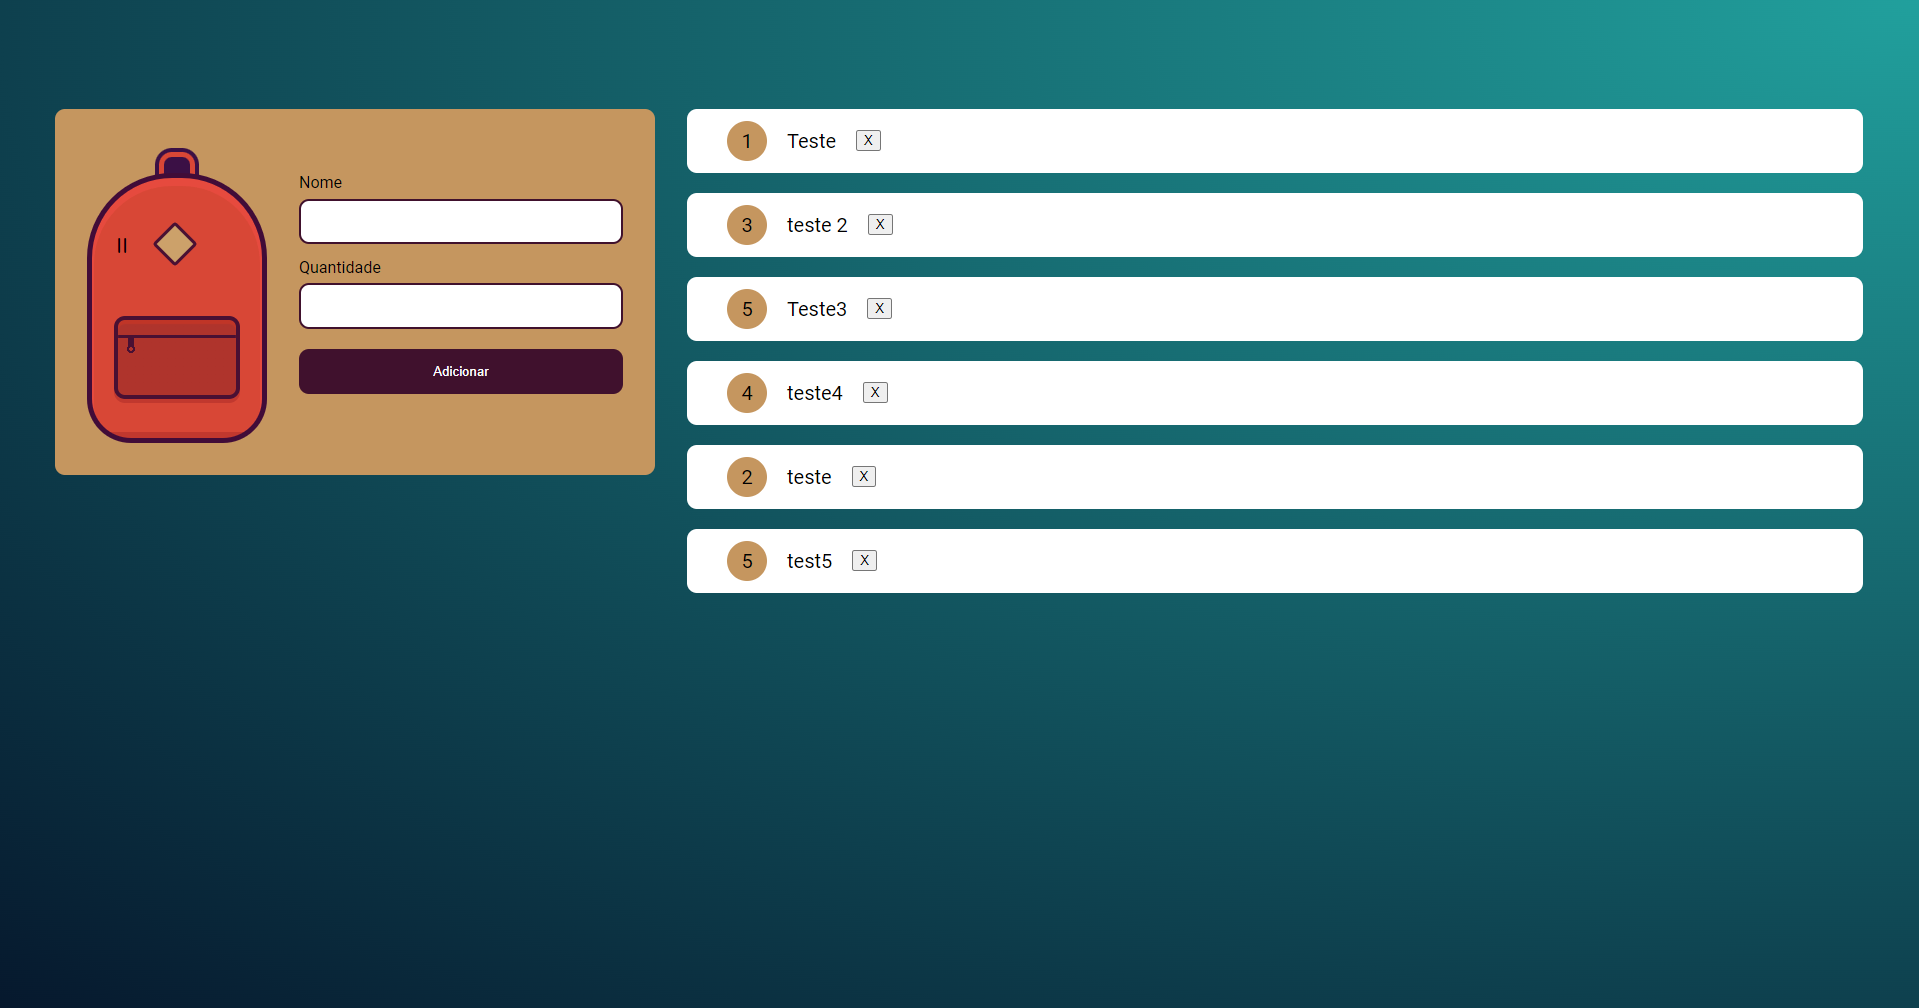 Nome
Quantidade
Adicionar
1 Teste X
3 teste 2 X
5 Teste3 X
4 teste4 X
2 teste X
5 test5 X